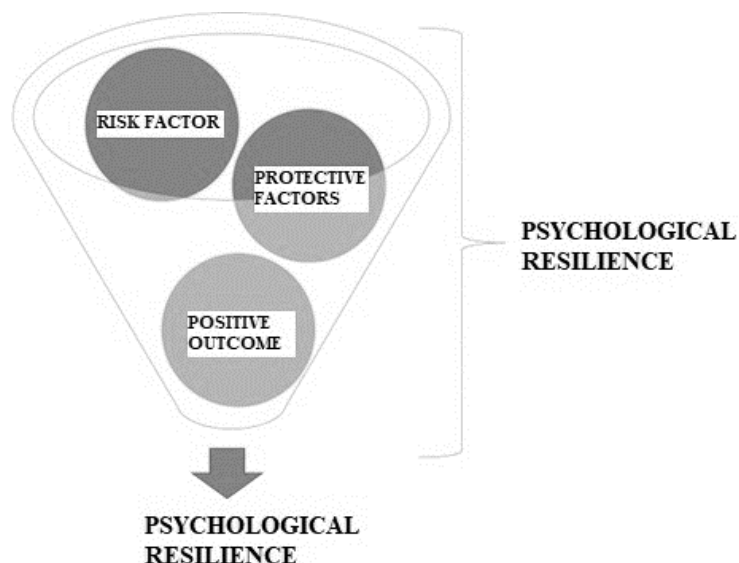 RISK FACTOR
PROTECTIVE
FACTORS
POSITIVE
OUTCOME
PSYCHOLOGICAL
RESILIENCE
PSYCHOLOGICAL
RESILIENCE